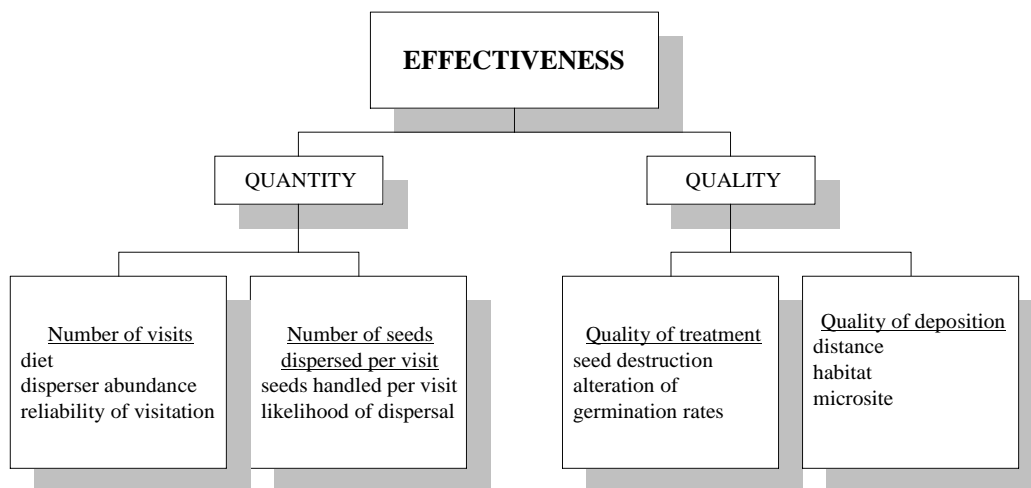 EFFECTIVENESS
QUANTITY
QUALITY
Number of visits
diet
disperser abundance
reliability of visitation
Number of seeds
dispersed per visit
seeds handled per visit
likelihood of dispersal
Quality of treatment
seed destruction
alteration of
germination rates
Quality of deposition
distance
habitat
microsite